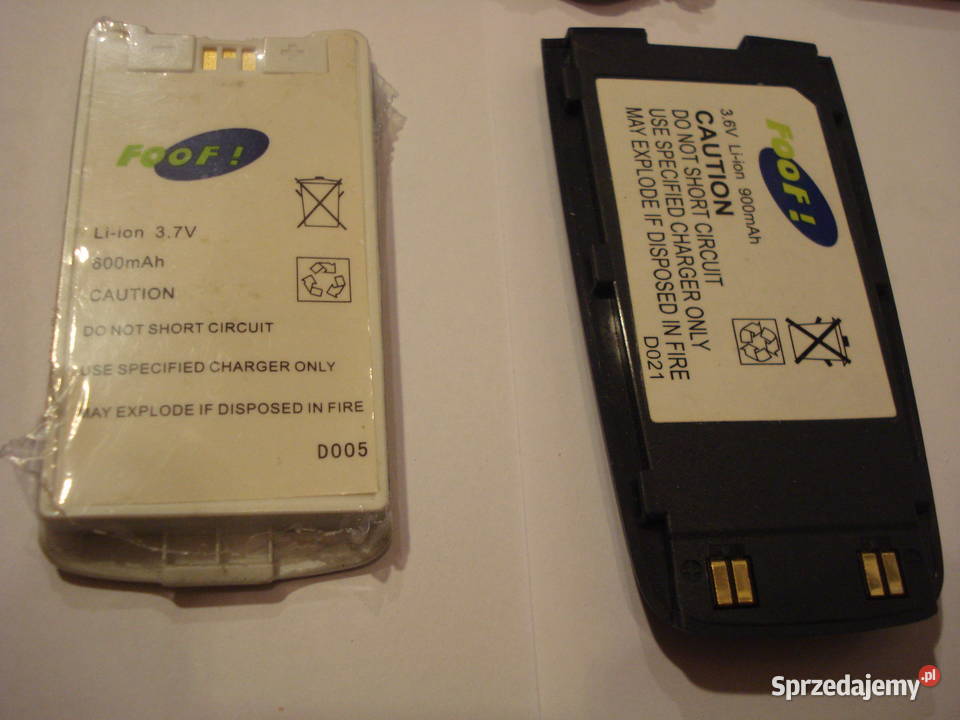 FOOF!
Li-ion 3.7V
800mAh
CAUTION
DO NOT SHORT CIRCUIT
USE SPECIFIED CHARGER ONLY
MAY EXPLODE IF DISPOSED IN FIRE
D005
FOOF!
3.6V Li-ion 900mAh
CAUTION
DO NOT SHORT CIRCUIT
USE SPECIFIED CHARGER ONLY
MAY EXPLODE IF DISPOSED IN FIRE
D021
Sprzedajemy.pl